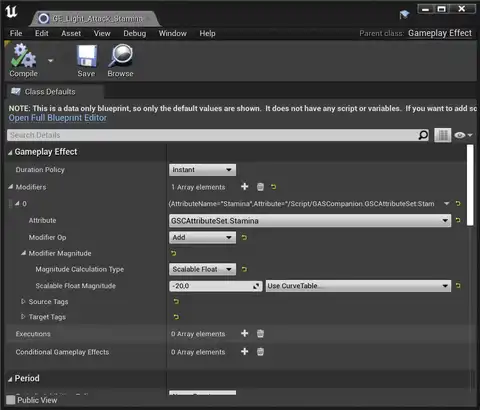 GE_Light_Attack_Stamina
File Edit Asset View Debug Window Help
Parent class: Gameplay Effect
Compile Save Browse
Class Defaults
NOTE: This is a data only blueprint, so only the default values are shown. It does not have any script or variables. If you want to add sc
Open Full Blueprint Editor
Search Details
Gameplay Effect
Duration Policy Instant
Modifiers 1 Array elements
0 (AttributeName="Stamina",Attribute="/Script/GASCompanion.GSCAttributeSet:Stam
Attribute GSCAttributeSet.Stamina
Modifier Op Add
Modifier Magnitude
Magnitude Calculation Type Scalable Float
Scalable Float Magnitude -20,0 Use CurveTable...
Source Tags
Target Tags
Executions 0 Array elements
Conditional Gameplay Effects 0 Array elements
Period
Public View